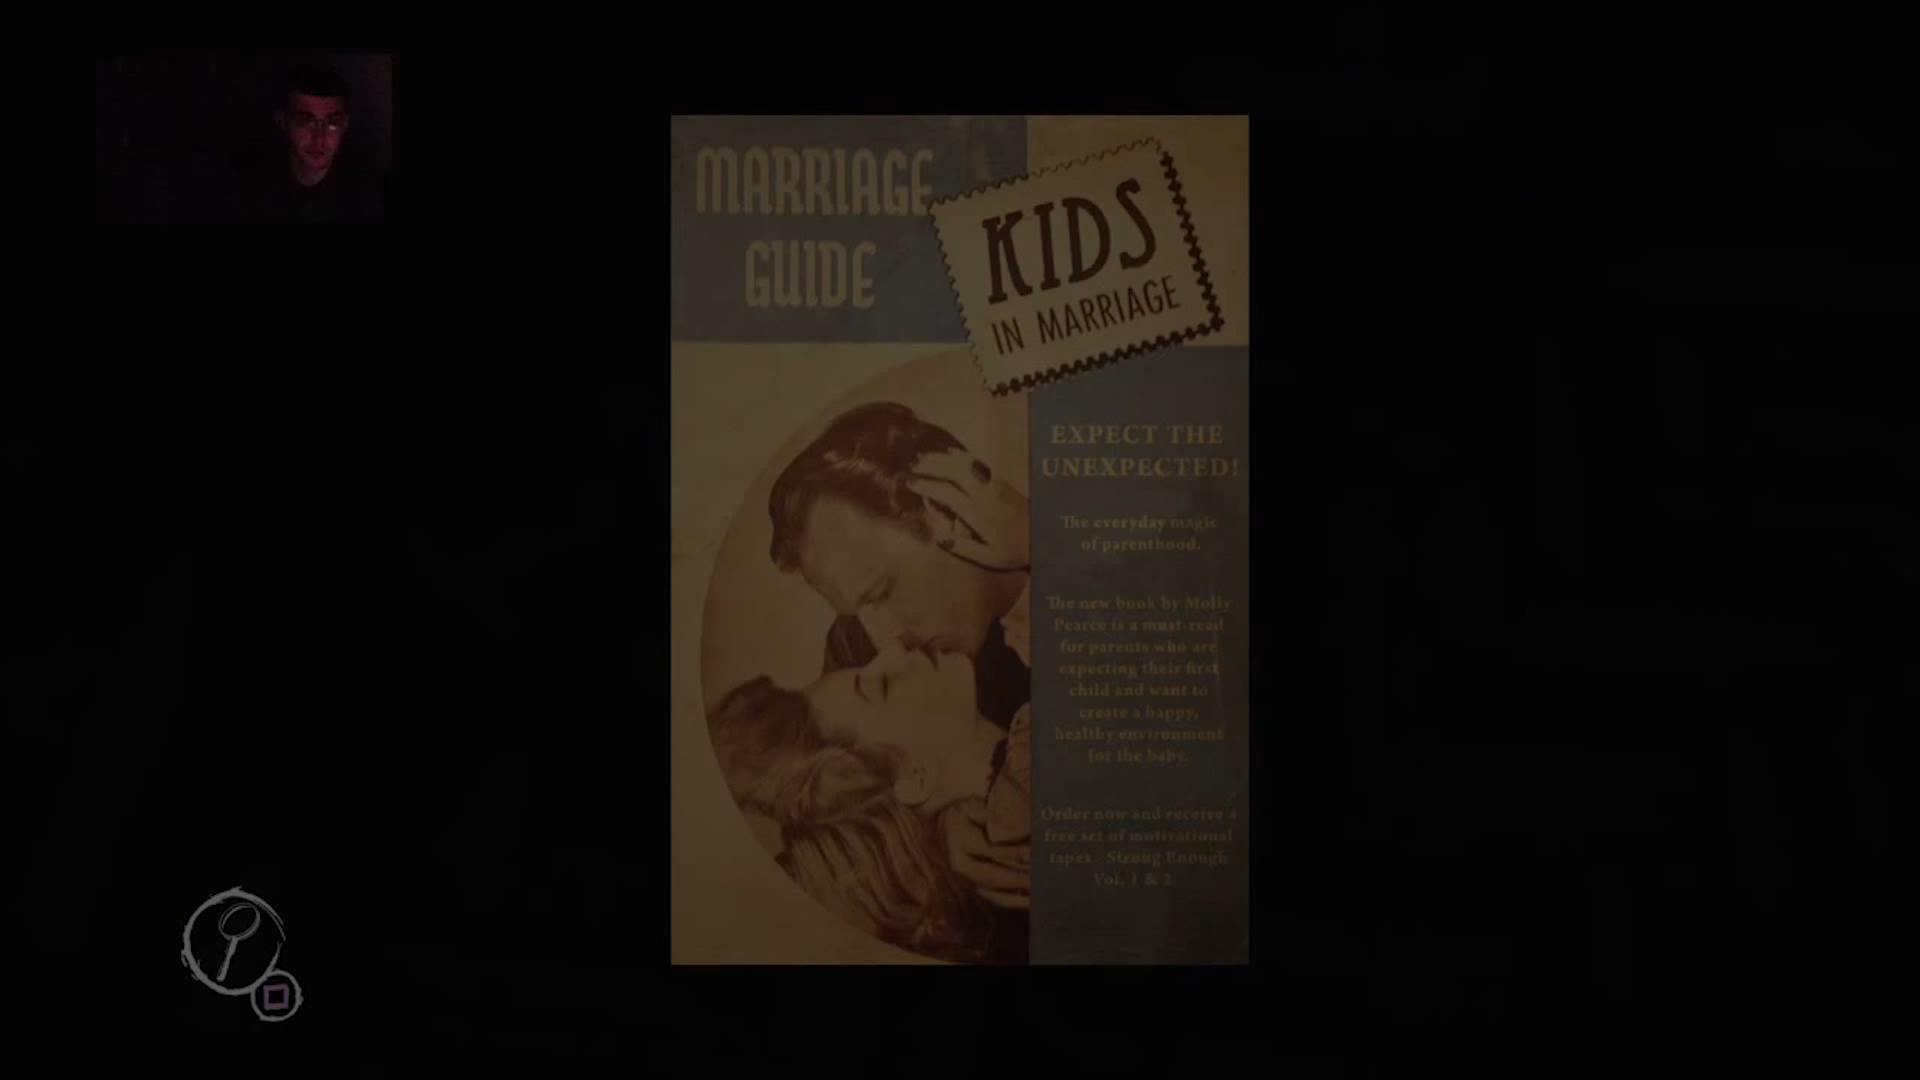 MARRIAGE
GUIDE
KIDS
IN MARRIAGE
EXPECT THE
UNEXPECTED!
The everyday magic
of parenthood.
The new book by Molly
Pearce is a must-read
for parents who are
expecting their first
child and want to
create a happy,
healthy environment
for the baby.
Order now and receive a
free set of motivational
tapes - Strong Enough
Vol. 1 & 2